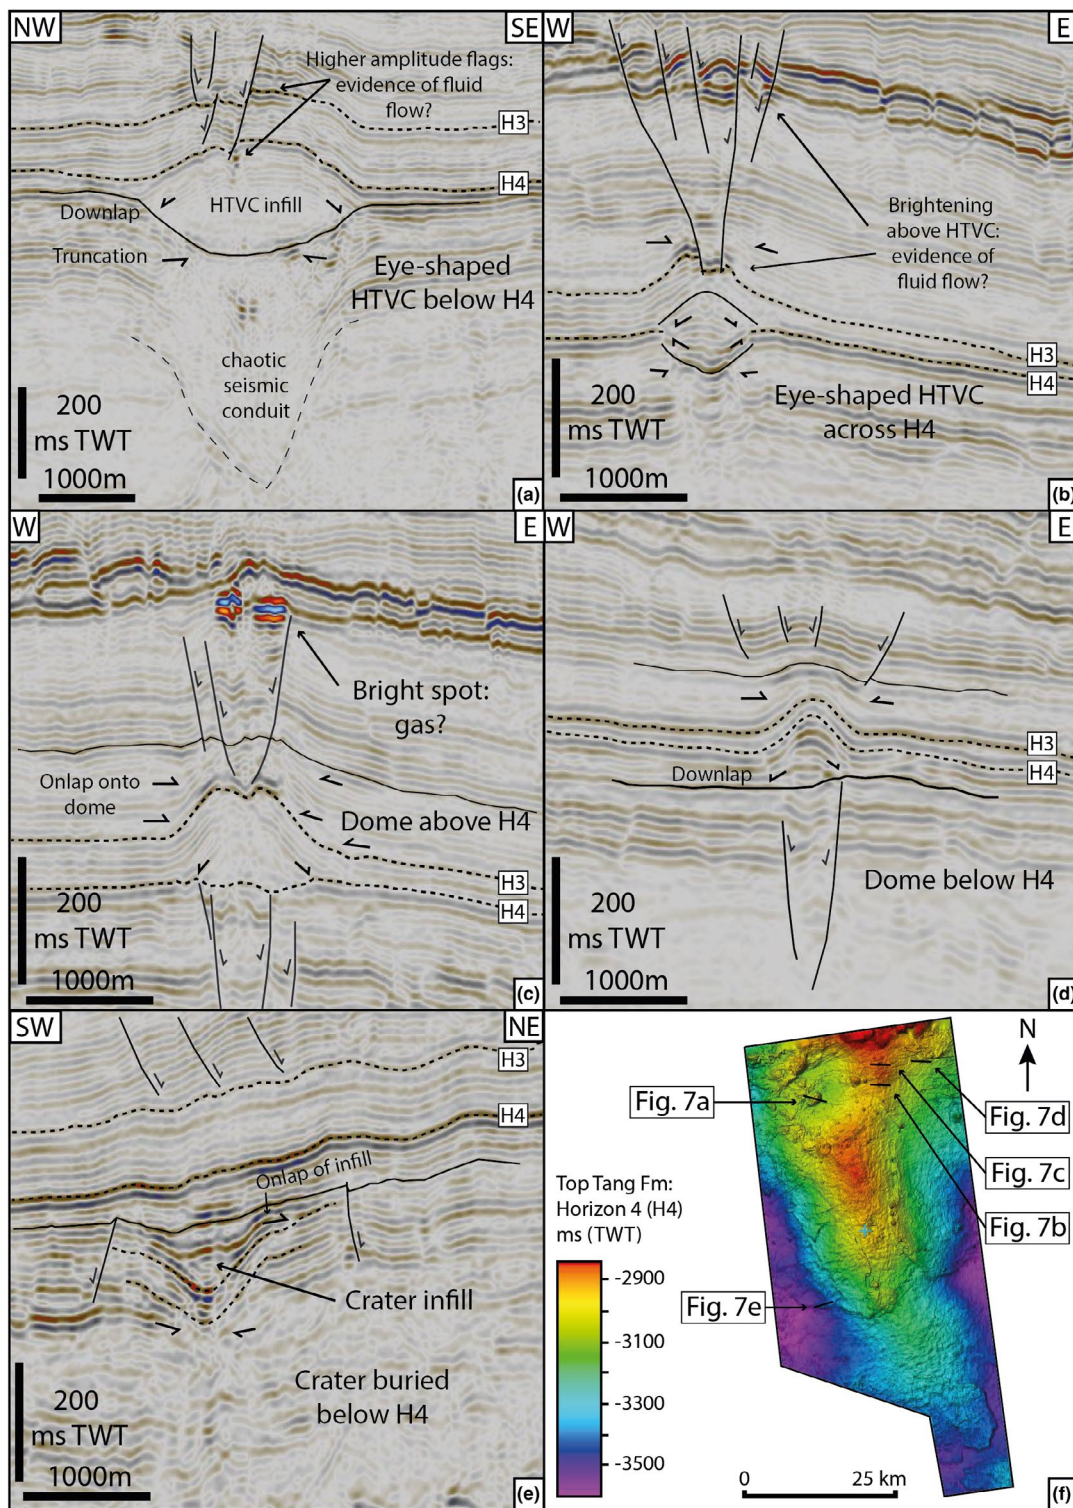 NW
SE
Higher amplitude flags:
evidence of fluid
flow?
H3
H4
Downlap
HTVC infill
Truncation
Eye-shaped
HTVC below H4
chaotic
seismic
conduit
200
ms TWT
1000m
(a)
W
E
Brightening
above HTVC:
evidence of
fluid flow?
H3
H4
200
ms TWT
Eye-shaped HTVC
across H4
1000m
(b)
W
E
Bright spot:
gas?
Onlap onto
dome
Dome above H4
H3
H4
200
ms TWT
1000m
(c)
W
E
H3
H4
Downlap
Dome below H4
200
ms TWT
1000m
(d)
SW
NE
H3
H4
Onlap of infill
Crater infill
Crater buried
below H4
200
ms TWT
1000m
(e)
N
Fig. 7a
Fig. 7d
Fig. 7c
Fig. 7b
Fig. 7e
Top Tang Fm:
Horizon 4 (H4)
ms (TWT)
-2900
-3100
-3300
-3500
0
25 km
(f)